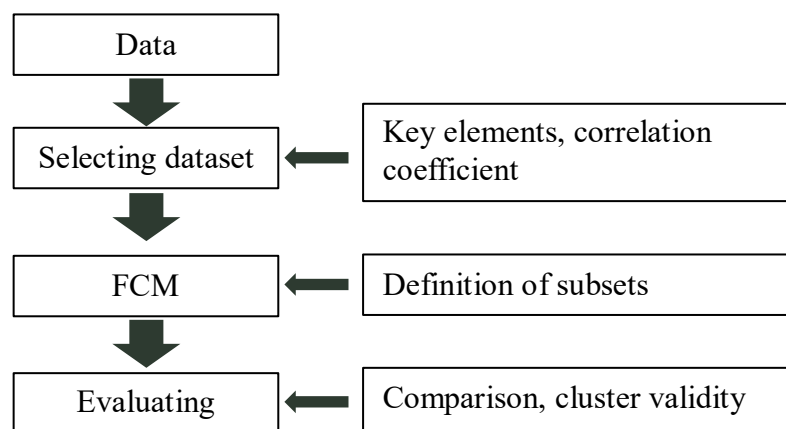 Data
Selecting dataset
Key elements, correlation
coefficient
FCM
Definition of subsets
Evaluating
Comparison, cluster validity